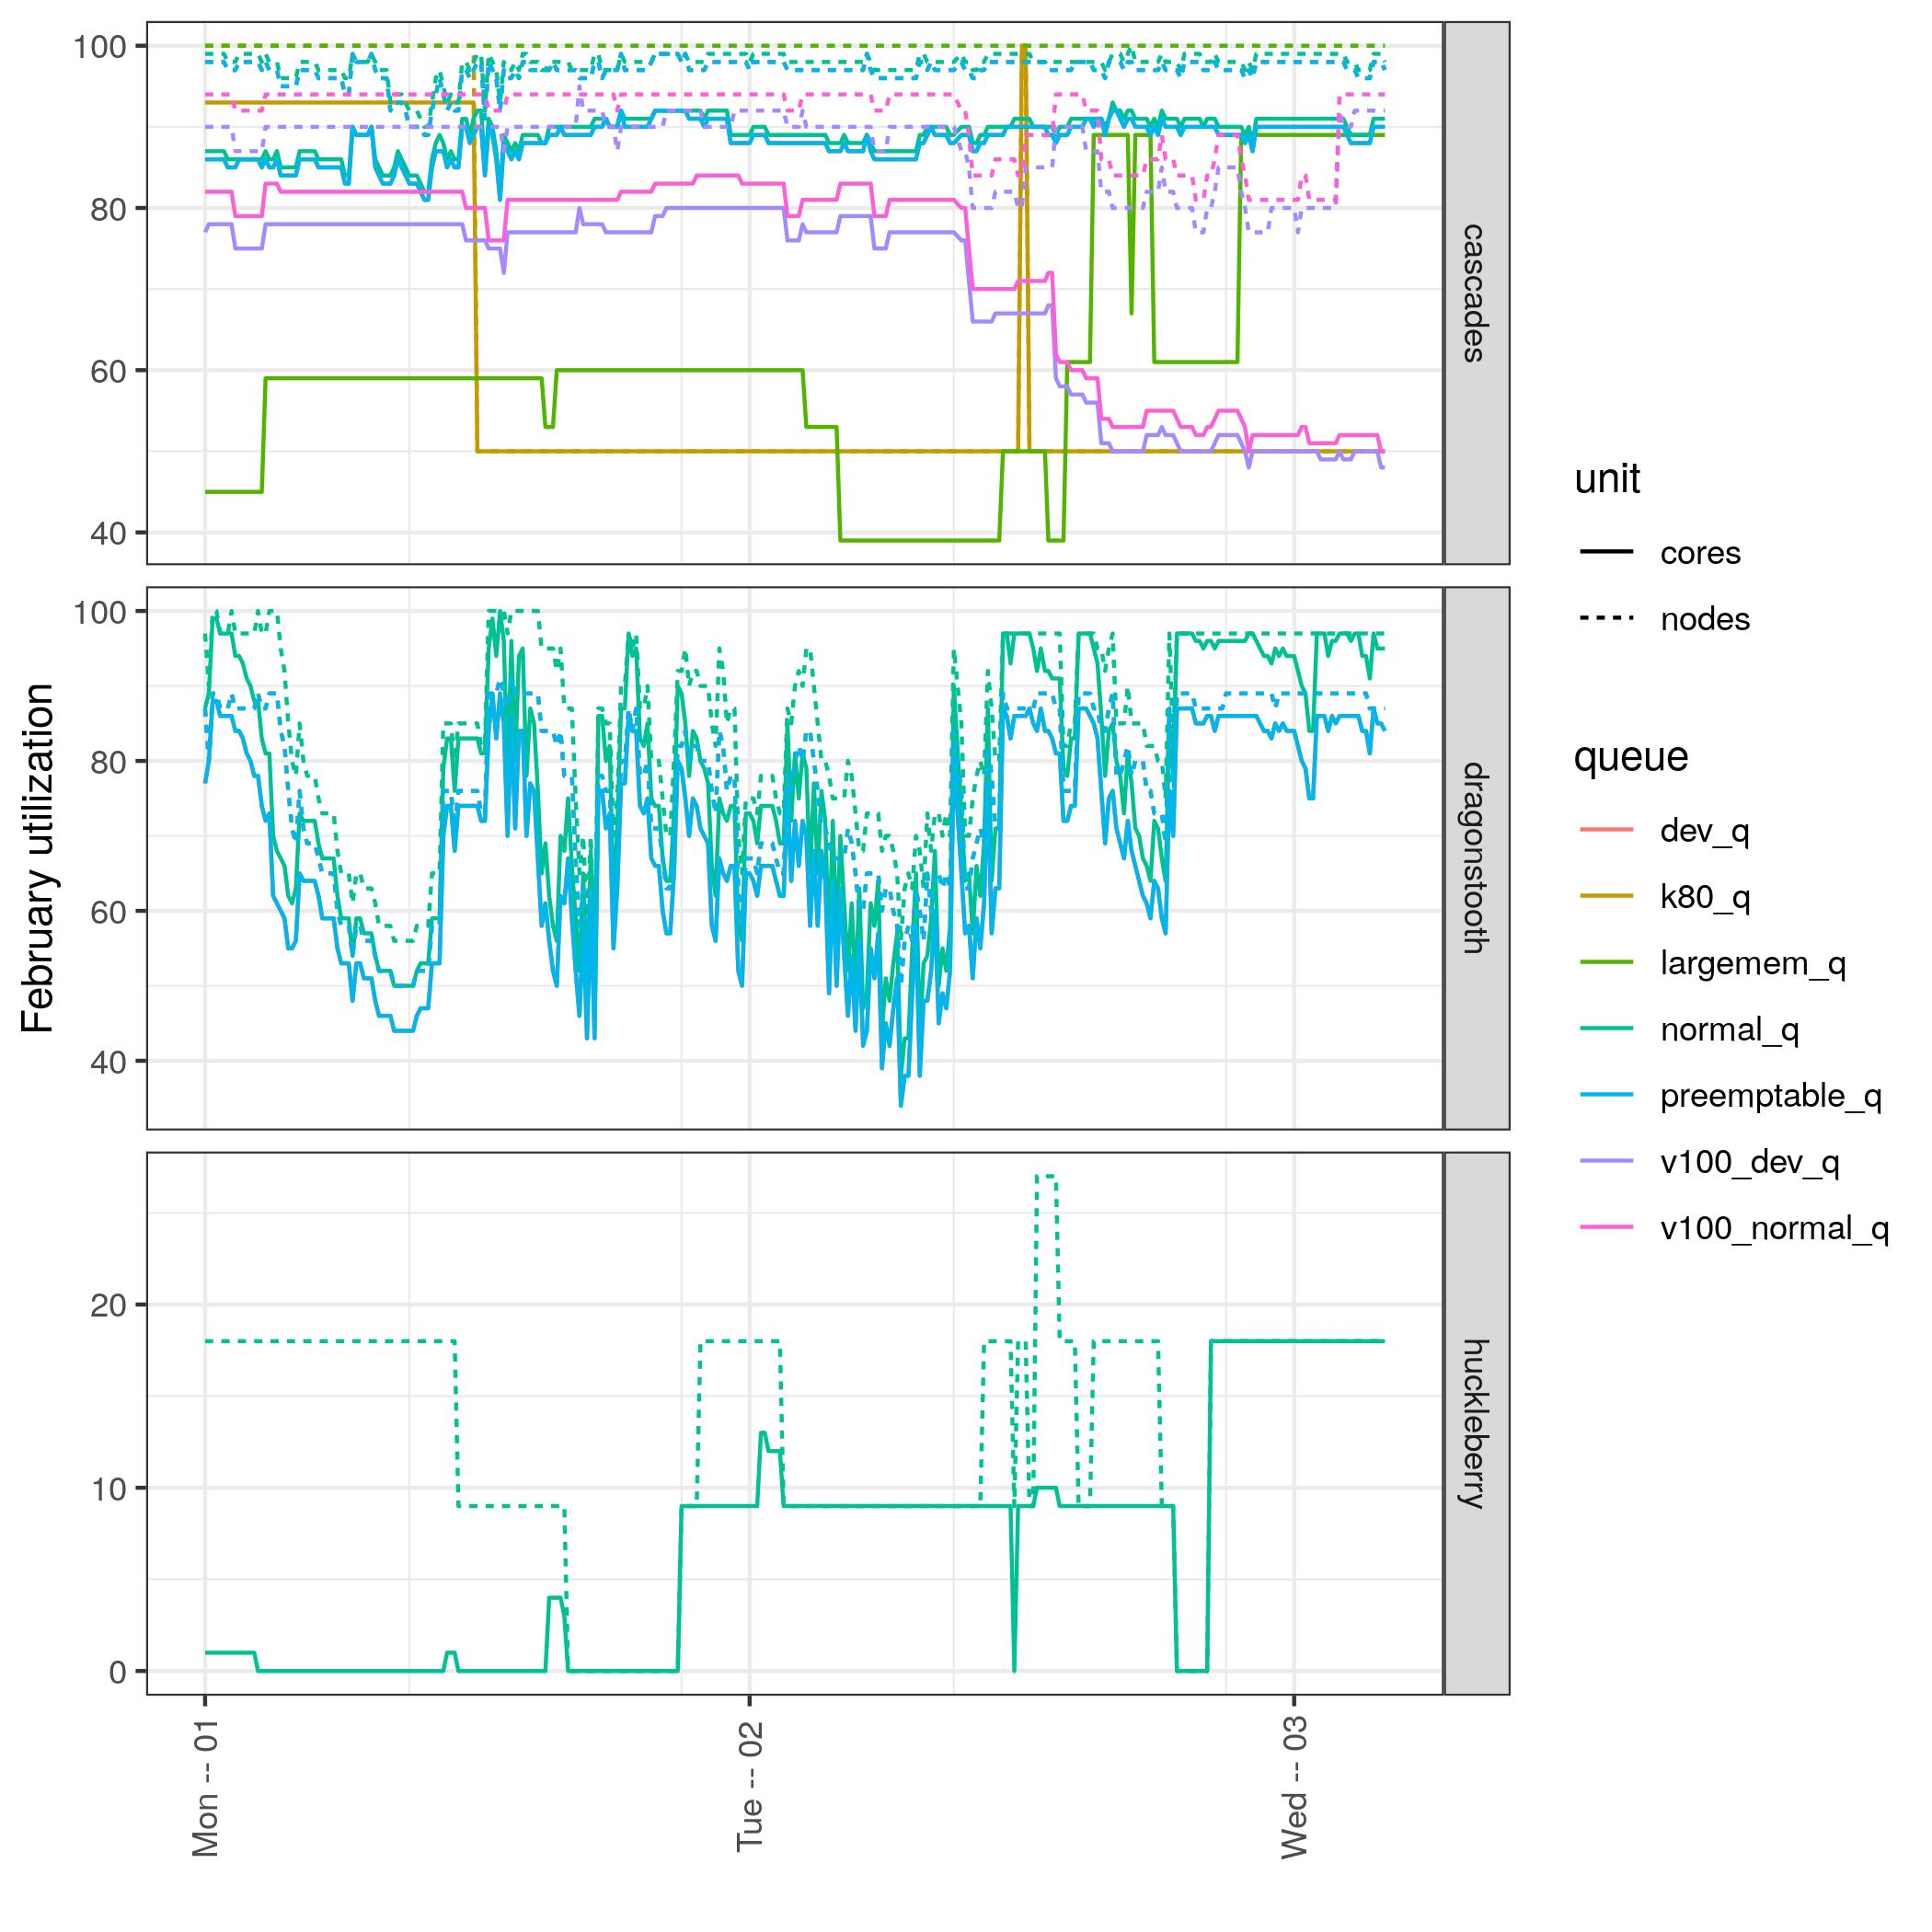 100
80
60
40
cascades
100
80
60
40
dragonstooth
20
10
0
huckleberry
February utilization
Mon -- 01
Tue -- 02
Wed -- 03
unit
cores
nodes
queue
dev_q
k80_q
largemem_q
normal_q
preemptable_q
v100_dev_q
v100_normal_q